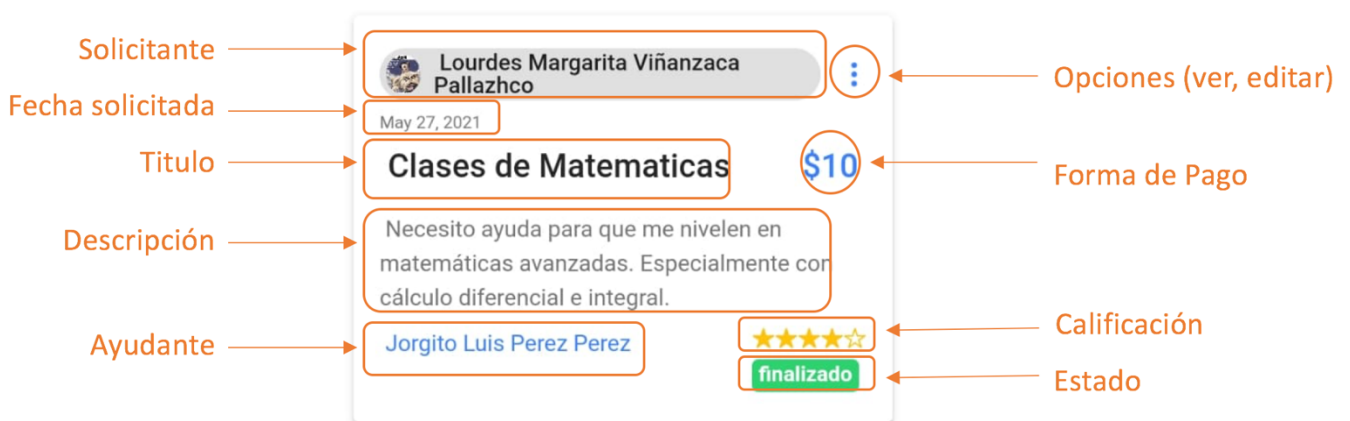 Solicitante
Lourdes Margarita Viñanzaca
Pallazhco
Opciones (ver, editar)
Fecha solicitada
May 27, 2021
Titulo
Clases de Matematicas
$10
Forma de Pago
Descripción
Necesito ayuda para que me nivelen en
matemáticas avanzadas. Especialmente con
cálculo diferencial e integral.
Ayudante
Jorgito Luis Perez Perez
Calificación
finalizado
Estado